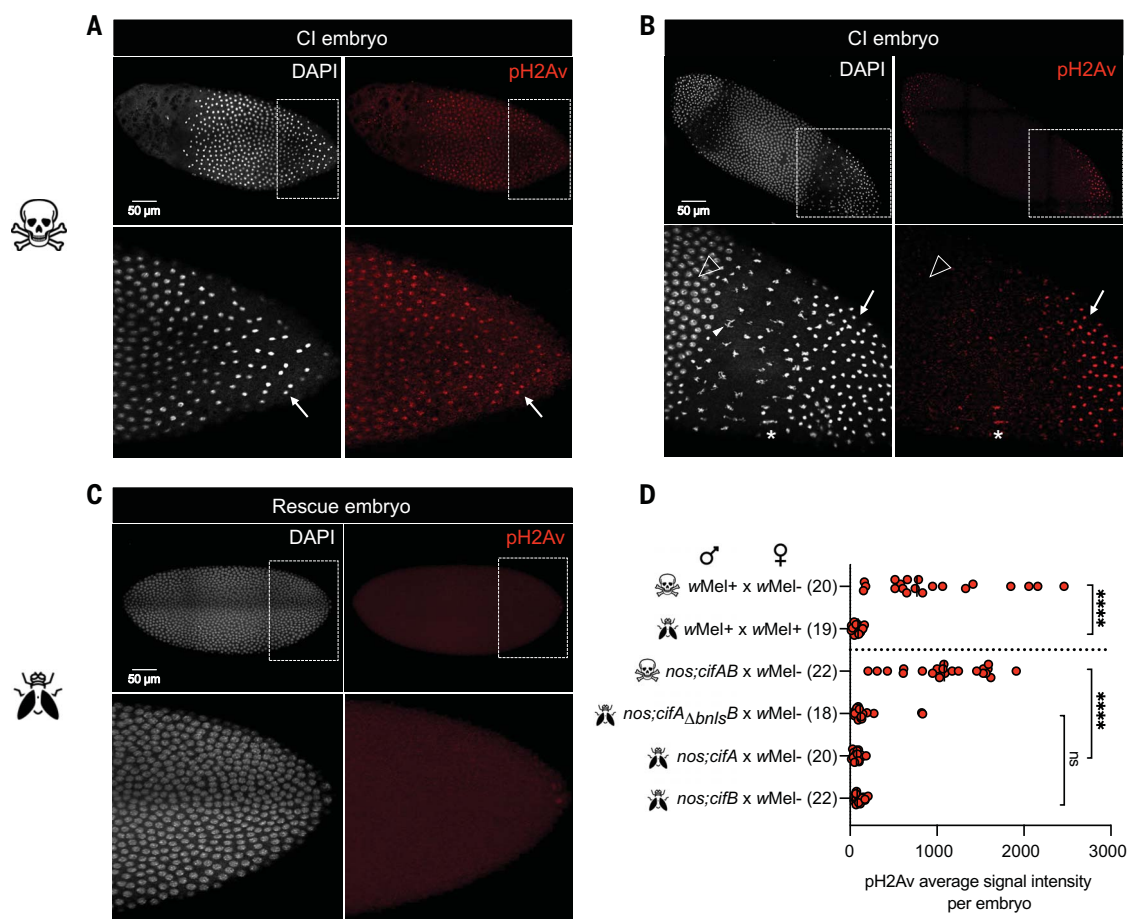 A
CI embryo
DAPI
pH2Av
50 µm
B
CI embryo
DAPI
pH2Av
50 µm
*
*
C
Rescue embryo
DAPI
pH2Av
50 µm
D
♂ ♀
wMel+ x wMel- (20)
wMel+ x wMel+ (19)
nos;cifAB x wMel- (22)
nos;cifA∆bnlsB x wMel- (18)
nos;cifA x wMel- (20)
nos;cifB x wMel- (22)
****
****
ns
0 1000 2000 3000
pH2Av average signal intensity
per embryo